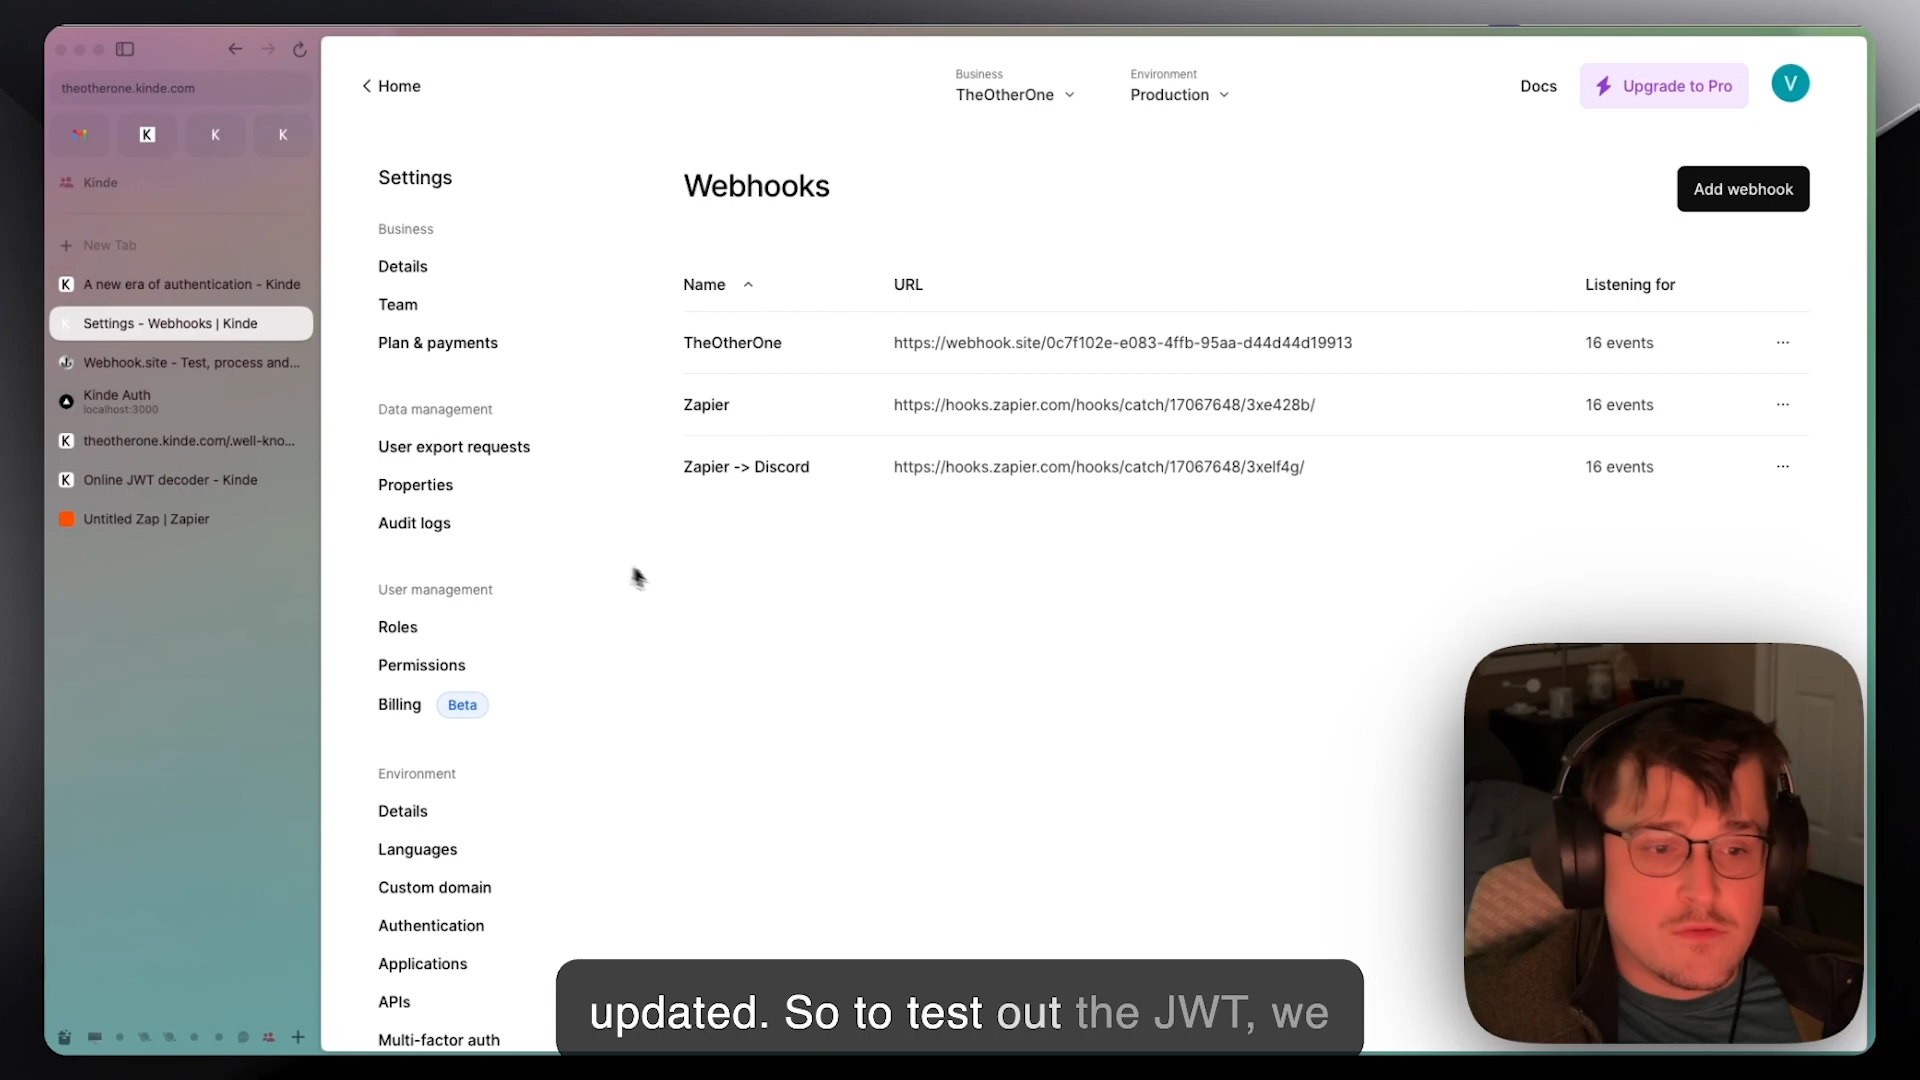 theotherone.kinde.com
K
K
K
Kinde
New Tab
K A new era of authentication - Kinde
K Settings - Webhooks | Kinde
Webhook.site - Test, process and...
Kinde Auth
localhost:3000
K theotherone.kinde.com/.well-kno...
K Online JWT decoder - Kinde
Untitled Zap | Zapier
Home
Business
TheOtherOne
Environment
Production
Docs
Upgrade to Pro
V
Settings
Business
Details
Team
Plan & payments
Data management
User export requests
Properties
Audit logs
User management
Roles
Permissions
Billing Beta
Environment
Details
Languages
Custom domain
Authentication
Applications
APIs
Multi-factor auth
Webhooks
Add webhook
Name URL Listening for
TheOtherOne https://webhook.site/0c7f102e-e083-4ffb-95aa-d44d44d19913 16 events
Zapier https://hooks.zapier.com/hooks/catch/17067648/3xe428b/ 16 events
Zapier -> Discord https://hooks.zapier.com/hooks/catch/17067648/3xelf4g/ 16 events
updated. So to test out the JWT, we